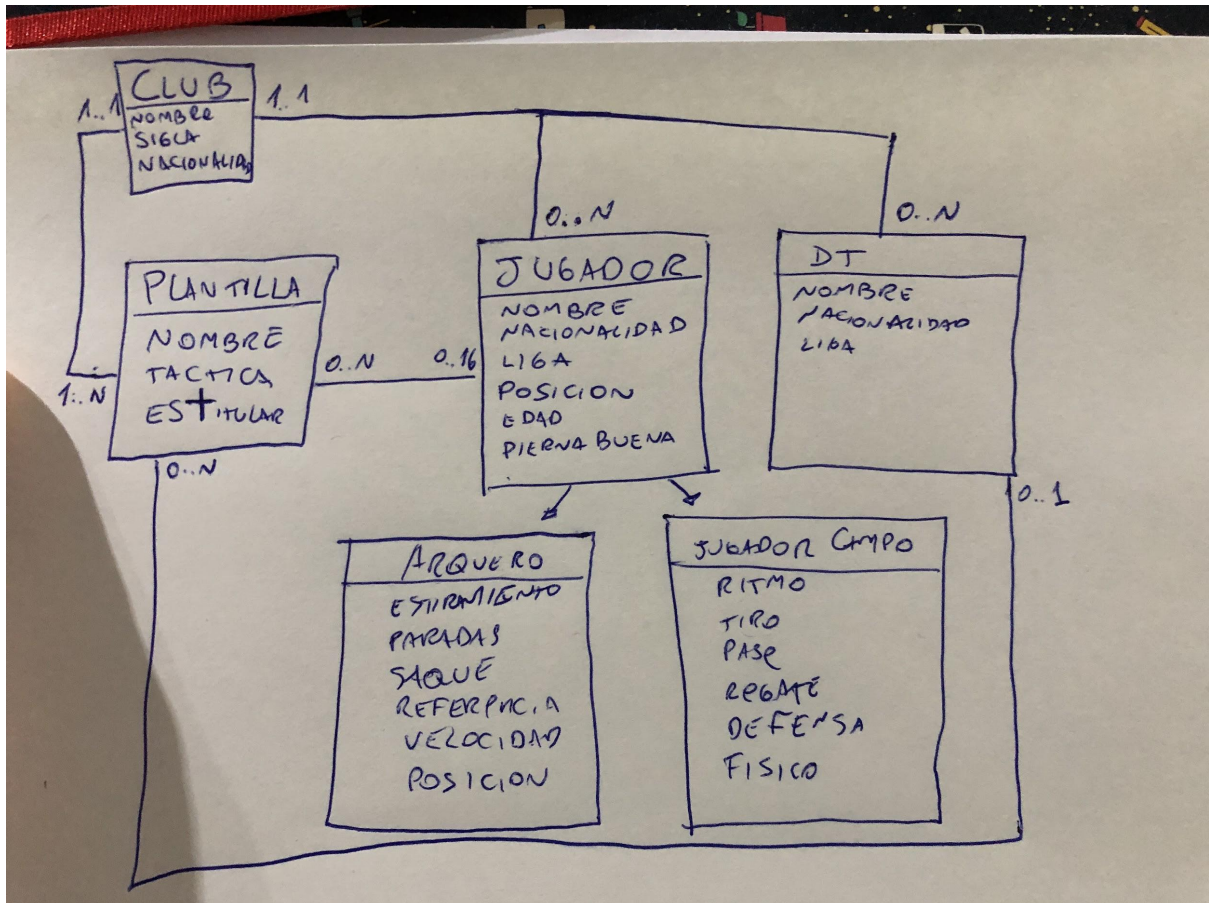 CLUB
1..1
1..1
NOMBRE
SIGLA
NACIONALIDAD
0..N
0..N
PLANTILLA
NOMBRE
TACTICA
ESTITULAR
1..N
0..N
0..N
0..16
JUGADOR
NOMBRE
NACIONALIDAD
LIGA
POSICION
EDAD
PIERNA BUENA
DT
NOMBRE
NACIONALIDAD
LIGA
0..1
ARQUERO
ESTIRAMIENTO
PARADAS
SAQUE
REFERENCIA
VELOCIDAD
POSICION
JUGADOR CAMPO
RITMO
TIRO
PASE
REGATE
DEFENSA
FISICO